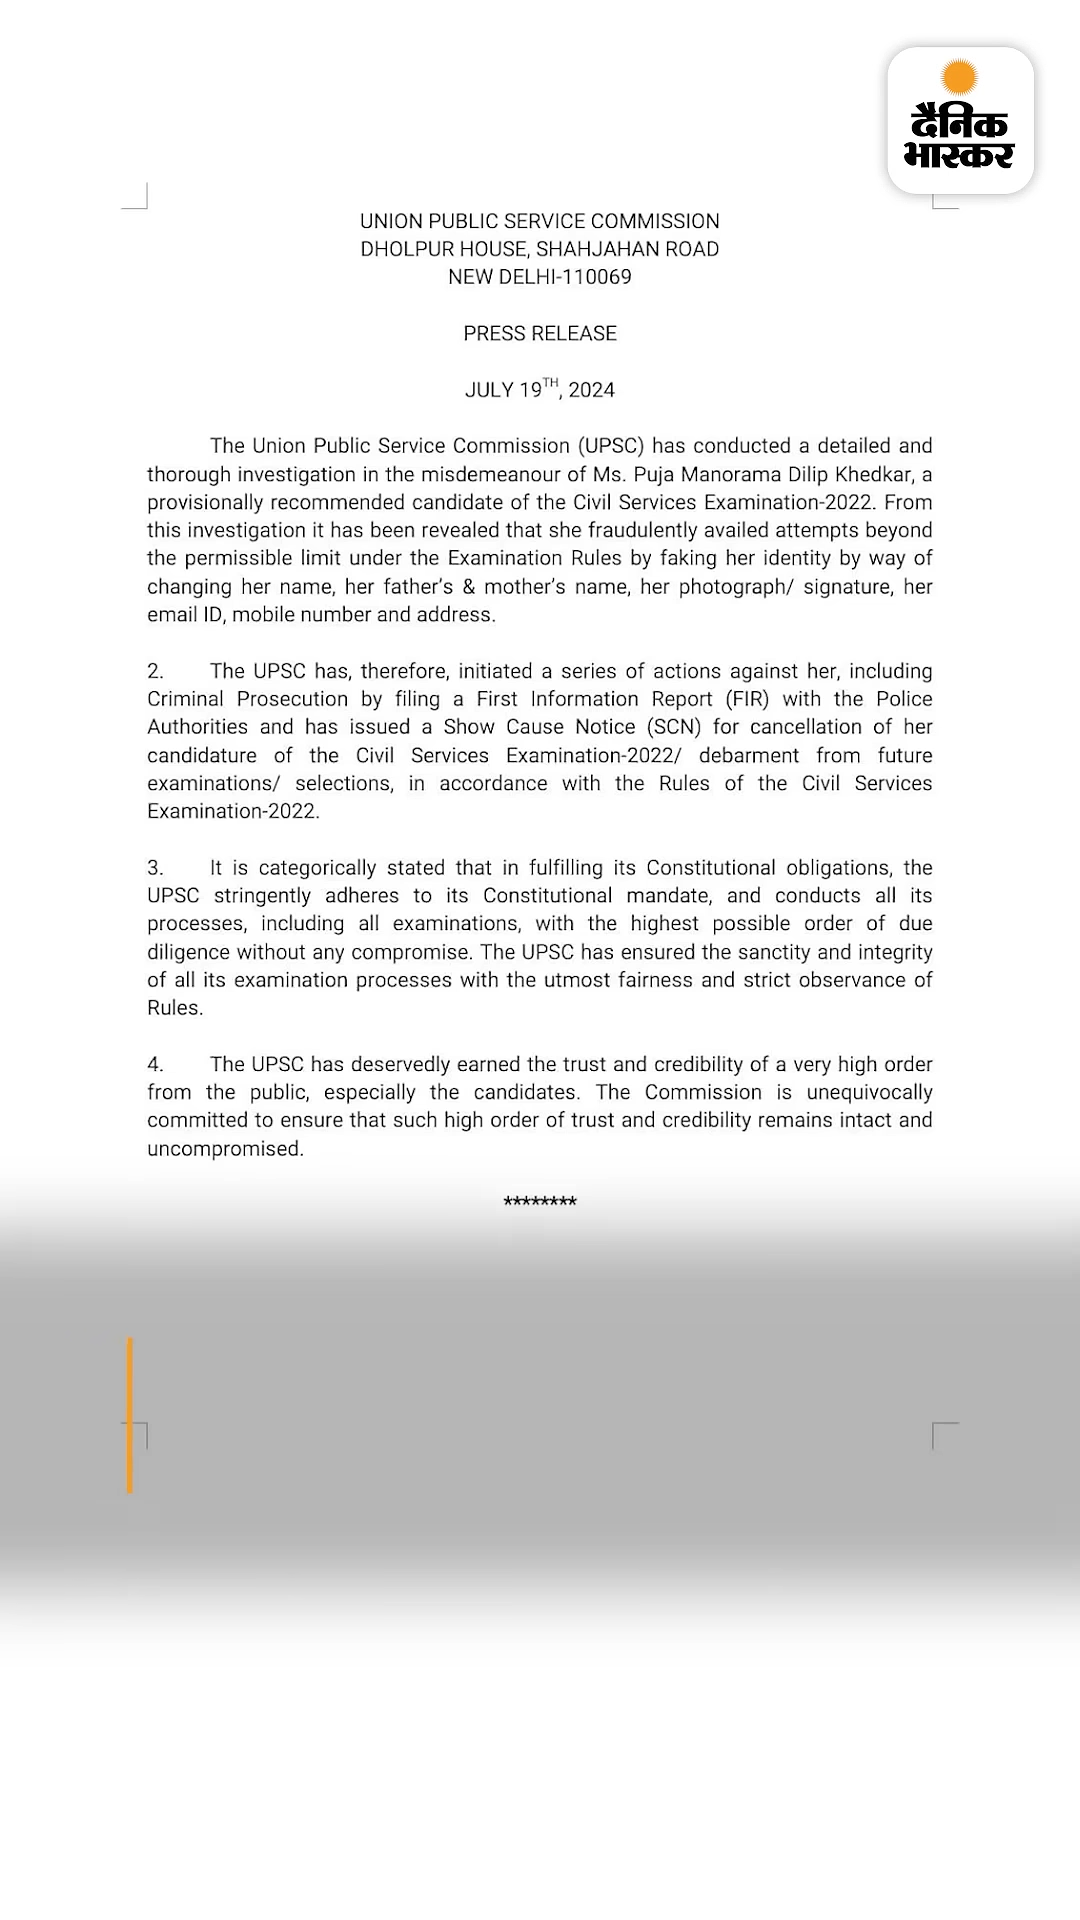 दैनिक
भास्कर
UNION PUBLIC SERVICE COMMISSION
DHOLPUR HOUSE, SHAHJAHAN ROAD
NEW DELHI-110069
PRESS RELEASE
JULY 19TH, 2024
The Union Public Service Commission (UPSC) has conducted a detailed and
thorough investigation in the misdemeanour of Ms. Puja Manorama Dilip Khedkar, a
provisionally recommended candidate of the Civil Services Examination-2022. From
this investigation it has been revealed that she fraudulently availed attempts beyond
the permissible limit under the Examination Rules by faking her identity by way of
changing her name, her father's & mother's name, her photograph/ signature, her
email ID, mobile number and address.
2. The UPSC has, therefore, initiated a series of actions against her, including
Criminal Prosecution by filing a First Information Report (FIR) with the Police
Authorities and has issued a Show Cause Notice (SCN) for cancellation of her
candidature of the Civil Services Examination-2022/ debarment from future
examinations/ selections, in accordance with the Rules of the Civil Services
Examination-2022.
3. It is categorically stated that in fulfilling its Constitutional obligations, the
UPSC stringently adheres to its Constitutional mandate, and conducts all its
processes, including all examinations, with the highest possible order of due
diligence without any compromise. The UPSC has ensured the sanctity and integrity
of all its examination processes with the utmost fairness and strict observance of
Rules.
4. The UPSC has deservedly earned the trust and credibility of a very high order
from the public, especially the candidates. The Commission is unequivocally
committed to ensure that such high order of trust and credibility remains intact and
uncompromised.
********